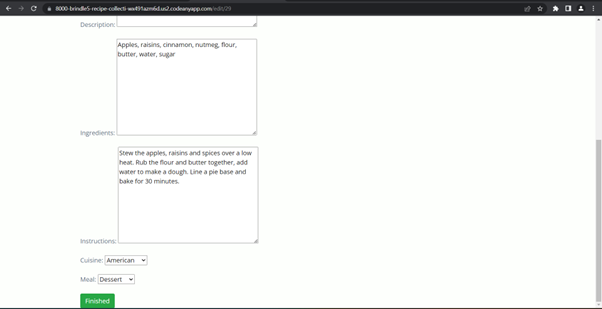 8000-brindle5-recipe-collecti-wx491azm6d.us2.codeanyapp.com/edit/29
Description:
Apples, raisins, cinnamon, nutmeg, flour,
butter, water, sugar
Ingredients:
Stew the apples, raisins and spices over a low
heat. Rub the flour and butter together, add
water to make a dough. Line a pie base and
bake for 30 minutes.
Instructions:
Cuisine: American
Meal: Dessert
Finished